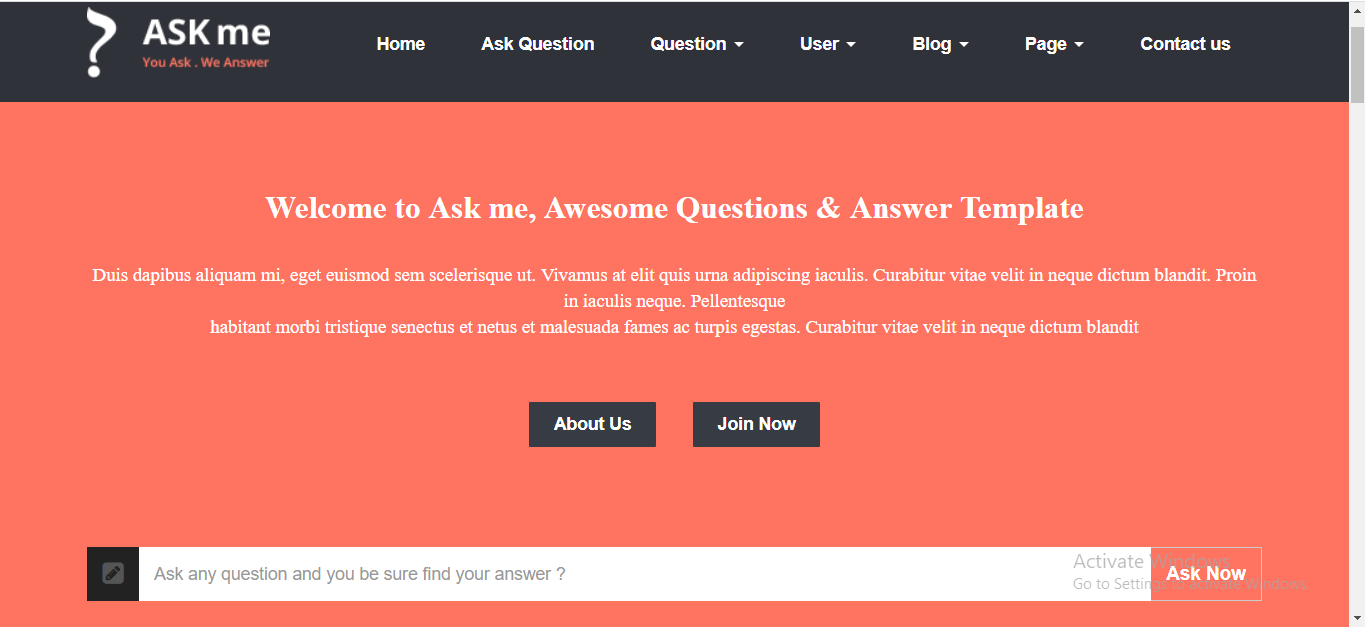 ASK me
You Ask . We Answer
Home Ask Question Question User Blog Page Contact us
Welcome to Ask me, Awesome Questions & Answer Template
Duis dapibus aliquam mi, eget euismod sem scelerisque ut. Vivamus at elit quis urna adipiscing iaculis. Curabitur vitae velit in neque dictum blandit. Proin
in iaculis neque. Pellentesque
habitant morbi tristique senectus et netus et malesuada fames ac turpis egestas. Curabitur vitae velit in neque dictum blandit
About Us Join Now
Ask any question and you be sure find your answer ?
Ask Now
Activate Windows
Go to Settings to activate Windows.